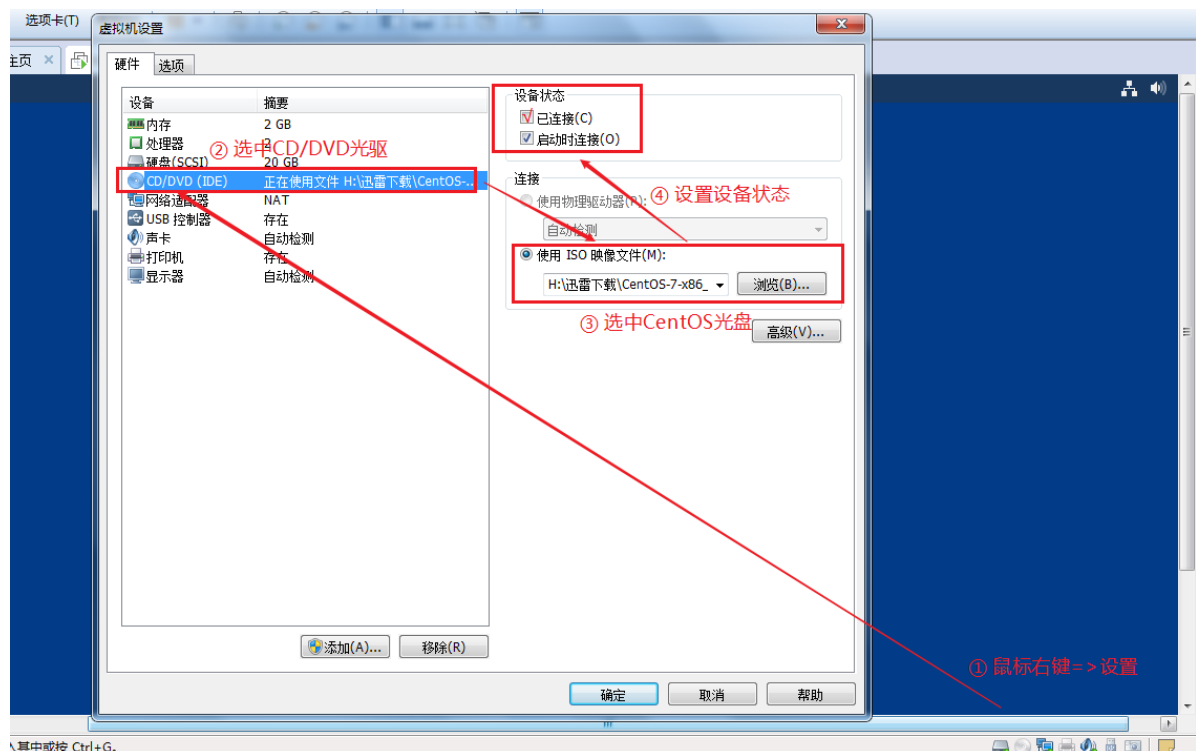 选项卡(T)
虚拟机设置
主页
硬件
选项
设备
摘要
内存
2 GB
处理器
2
硬盘(SCSI)
20 GB
CD/DVD (IDE)
正在使用文件 H:\迅雷下载\CentOS-...
网络适配器
NAT
USB 控制器
存在
声卡
自动检测
打印机
存在
显示器
自动检测
② 选中CD/DVD光驱
设备状态
已连接(C)
启动时连接(O)
连接
使用物理驱动器(P):
④ 设置设备状态
自动检测
使用 ISO 映像文件(M):
H:\迅雷下载\CentOS-7-x86_
浏览(B)...
③ 选中CentOS光盘
高级(V)...
添加(A)...
移除(R)
① 鼠标右键=>设置
确定
取消
帮助
入其中或按 Ctrl+G。